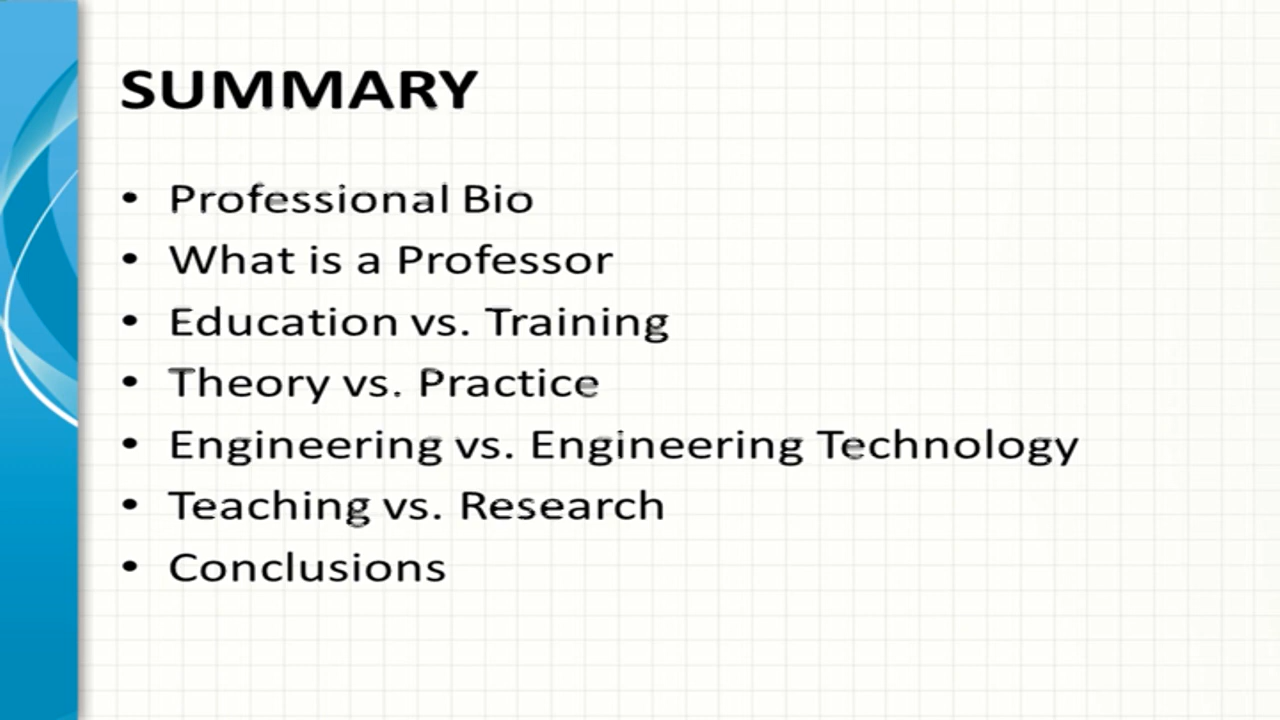 SUMMARY
• Professional Bio
• What is a Professor
• Education vs. Training
• Theory vs. Practice
• Engineering vs. Engineering Technology
• Teaching vs. Research
• Conclusions